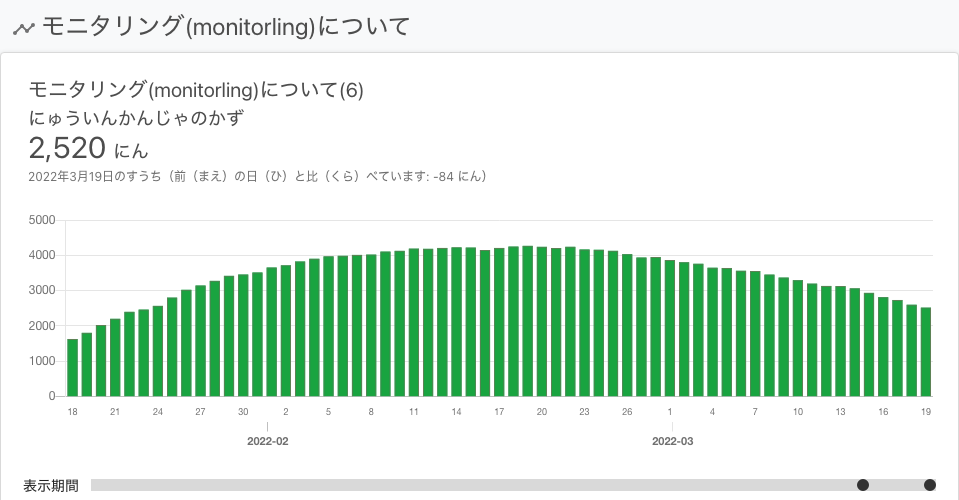 モニタリング(monitorling)について
モニタリング(monitorling)について(6)
にゅういんかんじゃのかず
2,520 にん
2022年3月19日のすうち（前（まえ）の日（ひ）と比（くら）べています: -84 にん）
5000
4000
3000
2000
1000
0
18 21 24 27 30 2 5 8 11 14 17 20 23 26 1 4 7 10 13 16 19
2022-02 2022-03
表示期間